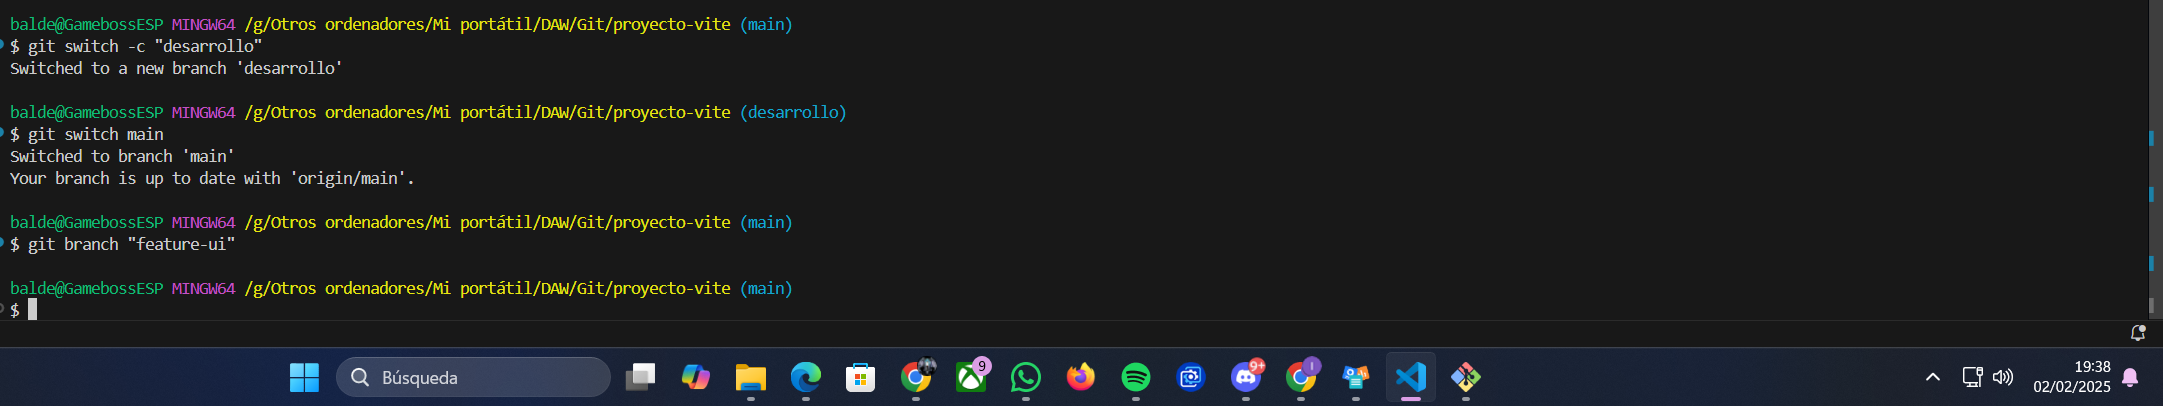 balde@GamebossESP MINGW64 /g/Otros ordenadores/Mi portátil/DAW/Git/proyecto-vite (main)
$ git switch -c "desarrollo"
Switched to a new branch 'desarrollo'
balde@GamebossESP MINGW64 /g/Otros ordenadores/Mi portátil/DAW/Git/proyecto-vite (desarrollo)
$ git switch main
Switched to branch 'main'
Your branch is up to date with 'origin/main'.
balde@GamebossESP MINGW64 /g/Otros ordenadores/Mi portátil/DAW/Git/proyecto-vite (main)
$ git branch "feature-ui"
balde@GamebossESP MINGW64 /g/Otros ordenadores/Mi portátil/DAW/Git/proyecto-vite (main)
$
Búsqueda
9
9+
I
19:38
02/02/2025